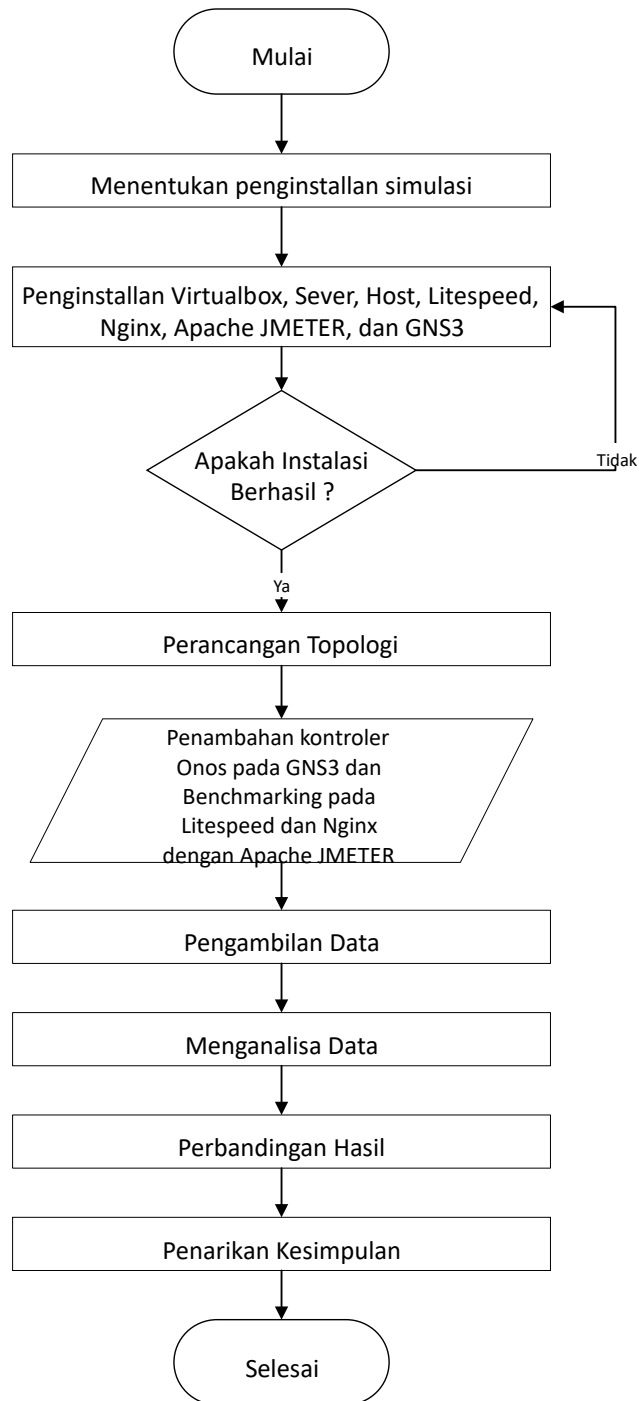 Mulai
Menentukan penginstallan simulasi
Penginstallan Virtualbox, Sever, Host, Litespeed,
Nginx, Apache JMETER, dan GNS3
Apakah Instalasi
Berhasil ?
Tidak
Ya
Perancangan Topologi
Penambahan kontroler
Onos pada GNS3 dan
Benchmarking pada
Litespeed dan Nginx
dengan Apache JMETER
Pengambilan Data
Menganalisa Data
Perbandingan Hasil
Penarikan Kesimpulan
Selesai